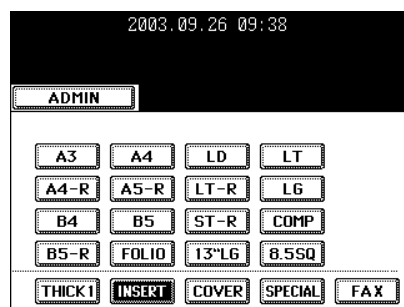 2003.09.26 09:38
ADMIN
A3 A4 LD LT
A4-R A5-R LT-R LG
B4 B5 ST-R COMP
B5-R FOLIO 13"LG 8.5SQ
THICK1 INSERT COVER SPECIAL FAX